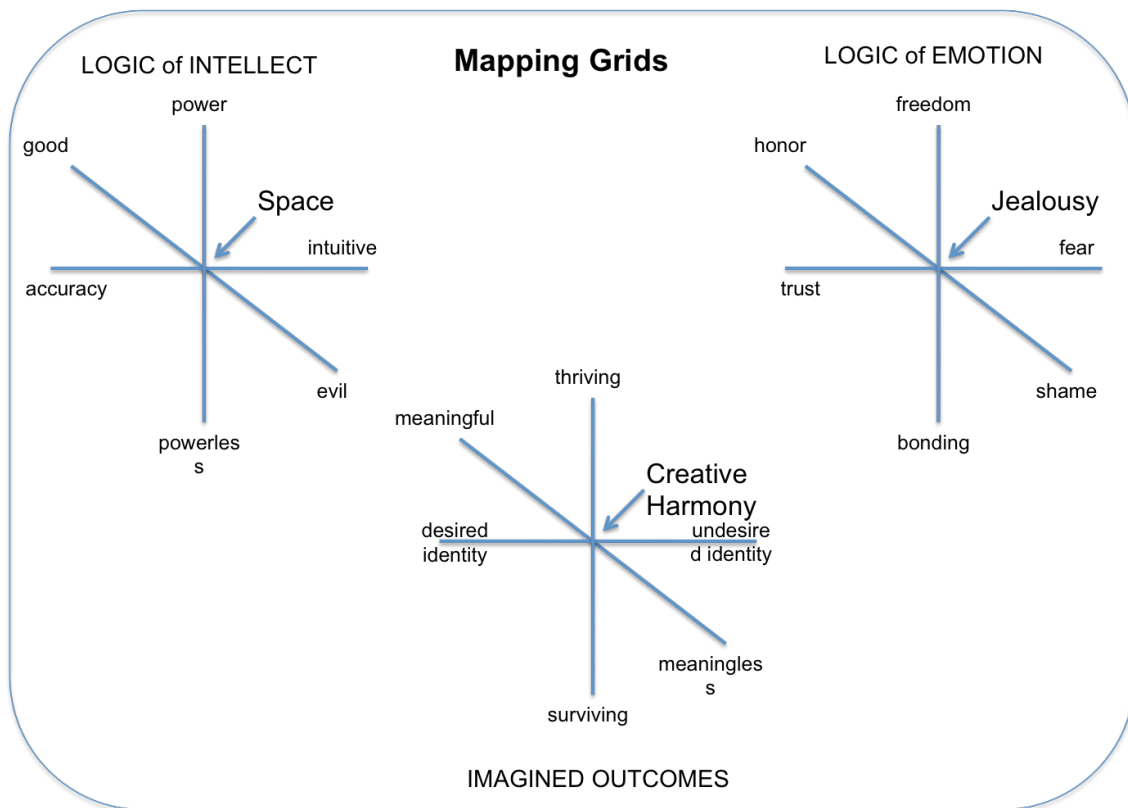 Mapping Grids
LOGIC of INTELLECT
power
good
Space
intuitive
accuracy
evil
powerles
s
LOGIC of EMOTION
freedom
honor
Jealousy
fear
trust
shame
bonding
thriving
meaningful
Creative
Harmony
desired
identity
undesire
d identity
meaningles
s
surviving
IMAGINED OUTCOMES